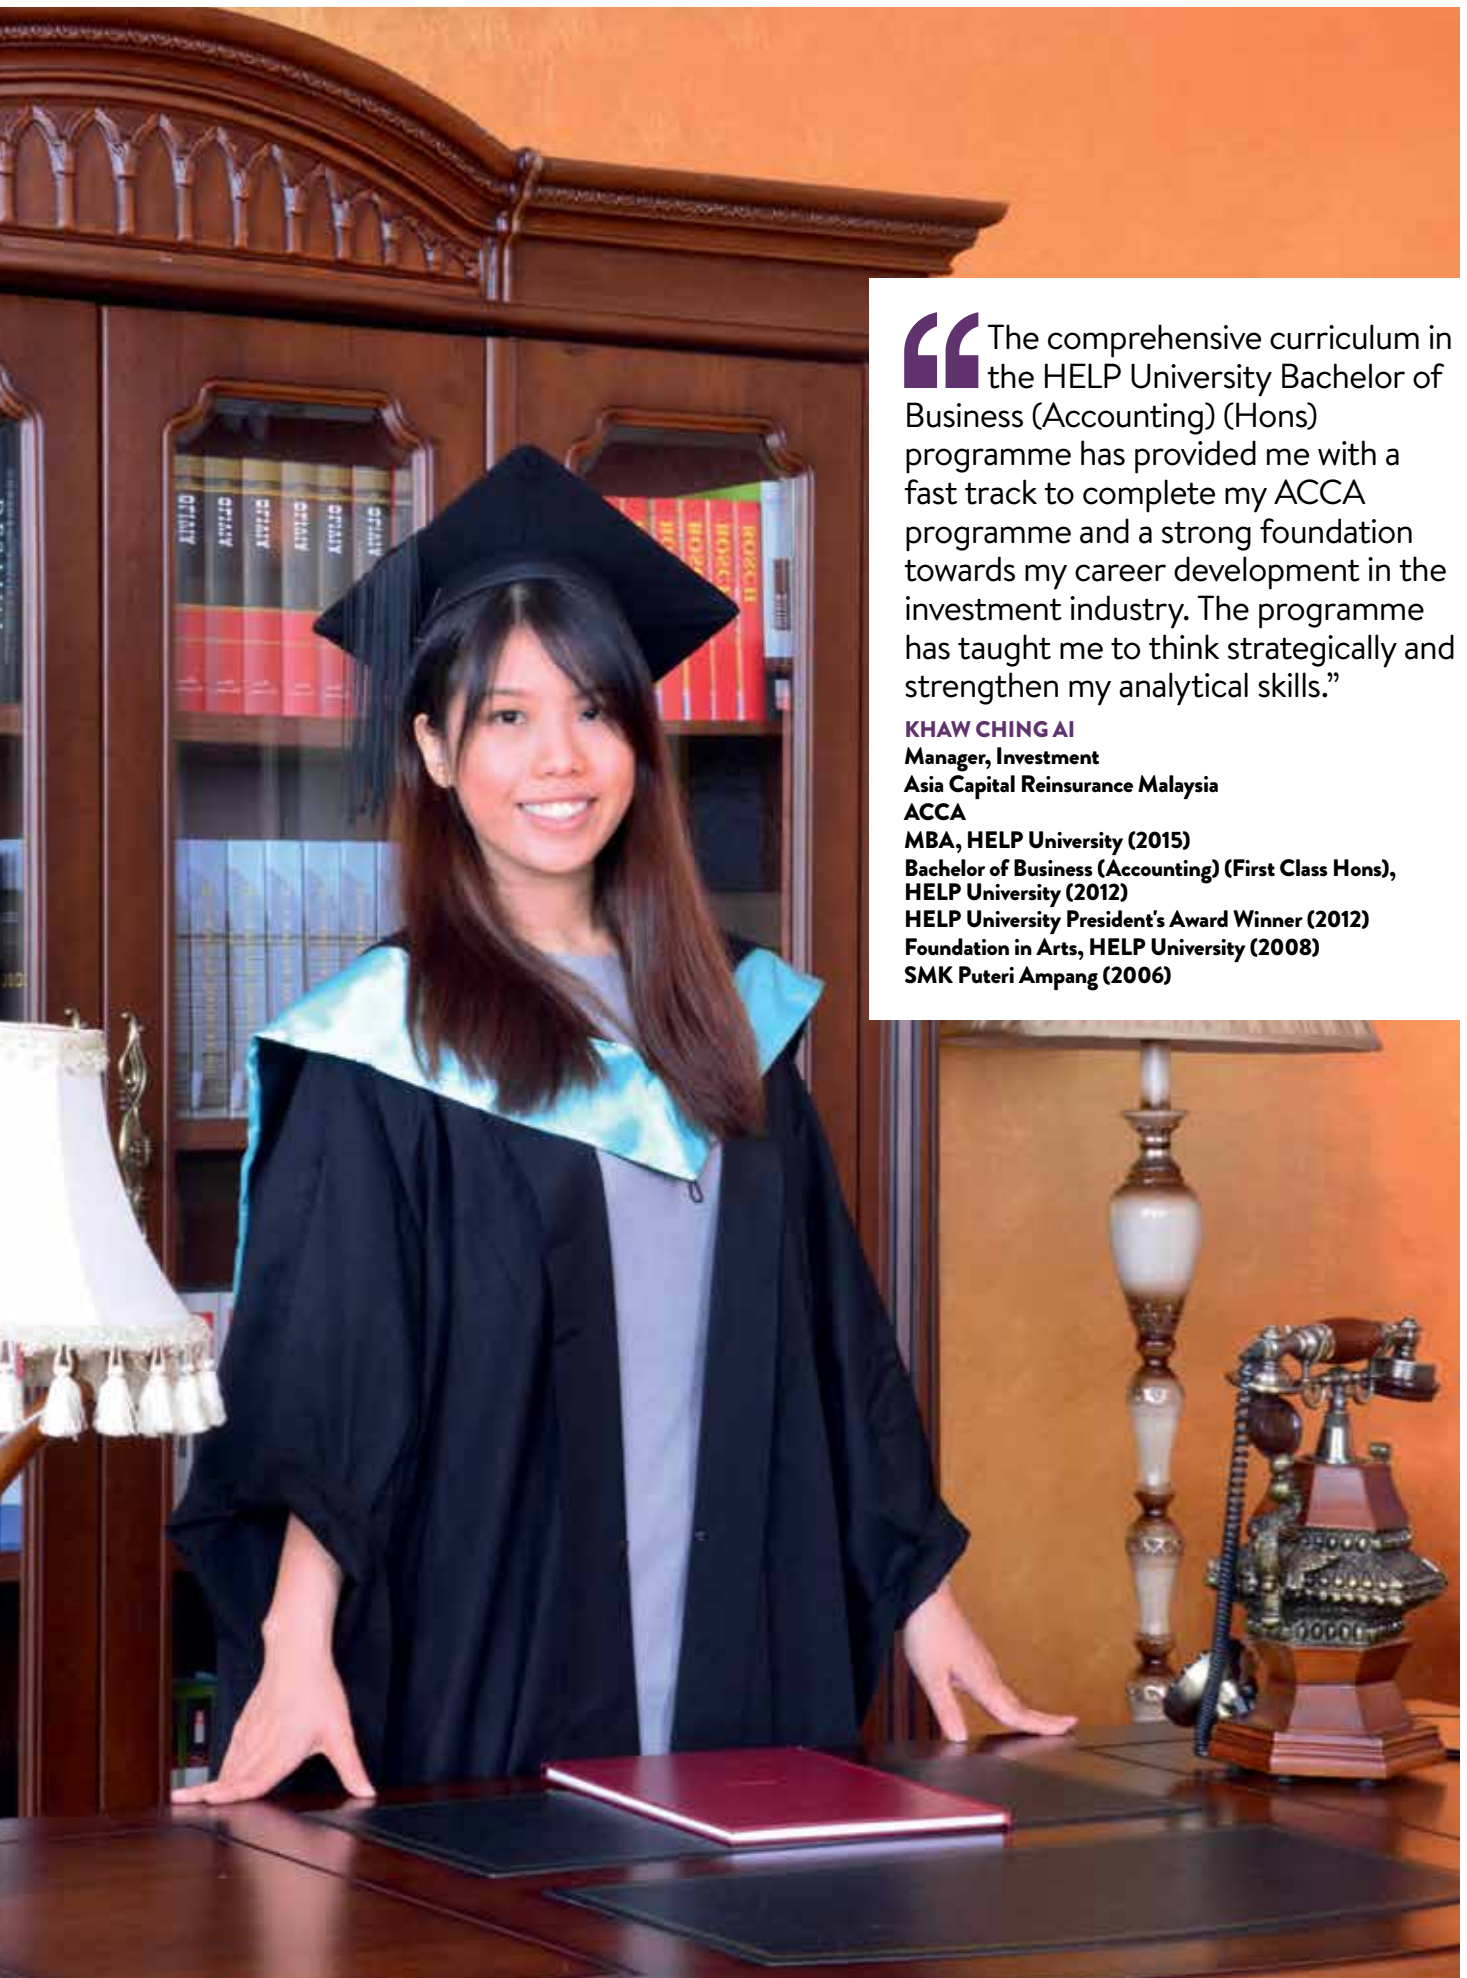 “The comprehensive curriculum in
the HELP University Bachelor of
Business (Accounting) (Hons)
programme has provided me with a
fast track to complete my ACCA
programme and a strong foundation
towards my career development in the
investment industry. The programme
has taught me to think strategically and
strengthen my analytical skills.”
KHAW CHING AI
Manager, Investment
Asia Capital Reinsurance Malaysia
ACCA
MBA, HELP University (2015)
Bachelor of Business (Accounting) (First Class Hons),
HELP University (2012)
HELP University President's Award Winner (2012)
Foundation in Arts, HELP University (2008)
SMK Puteri Ampang (2006)